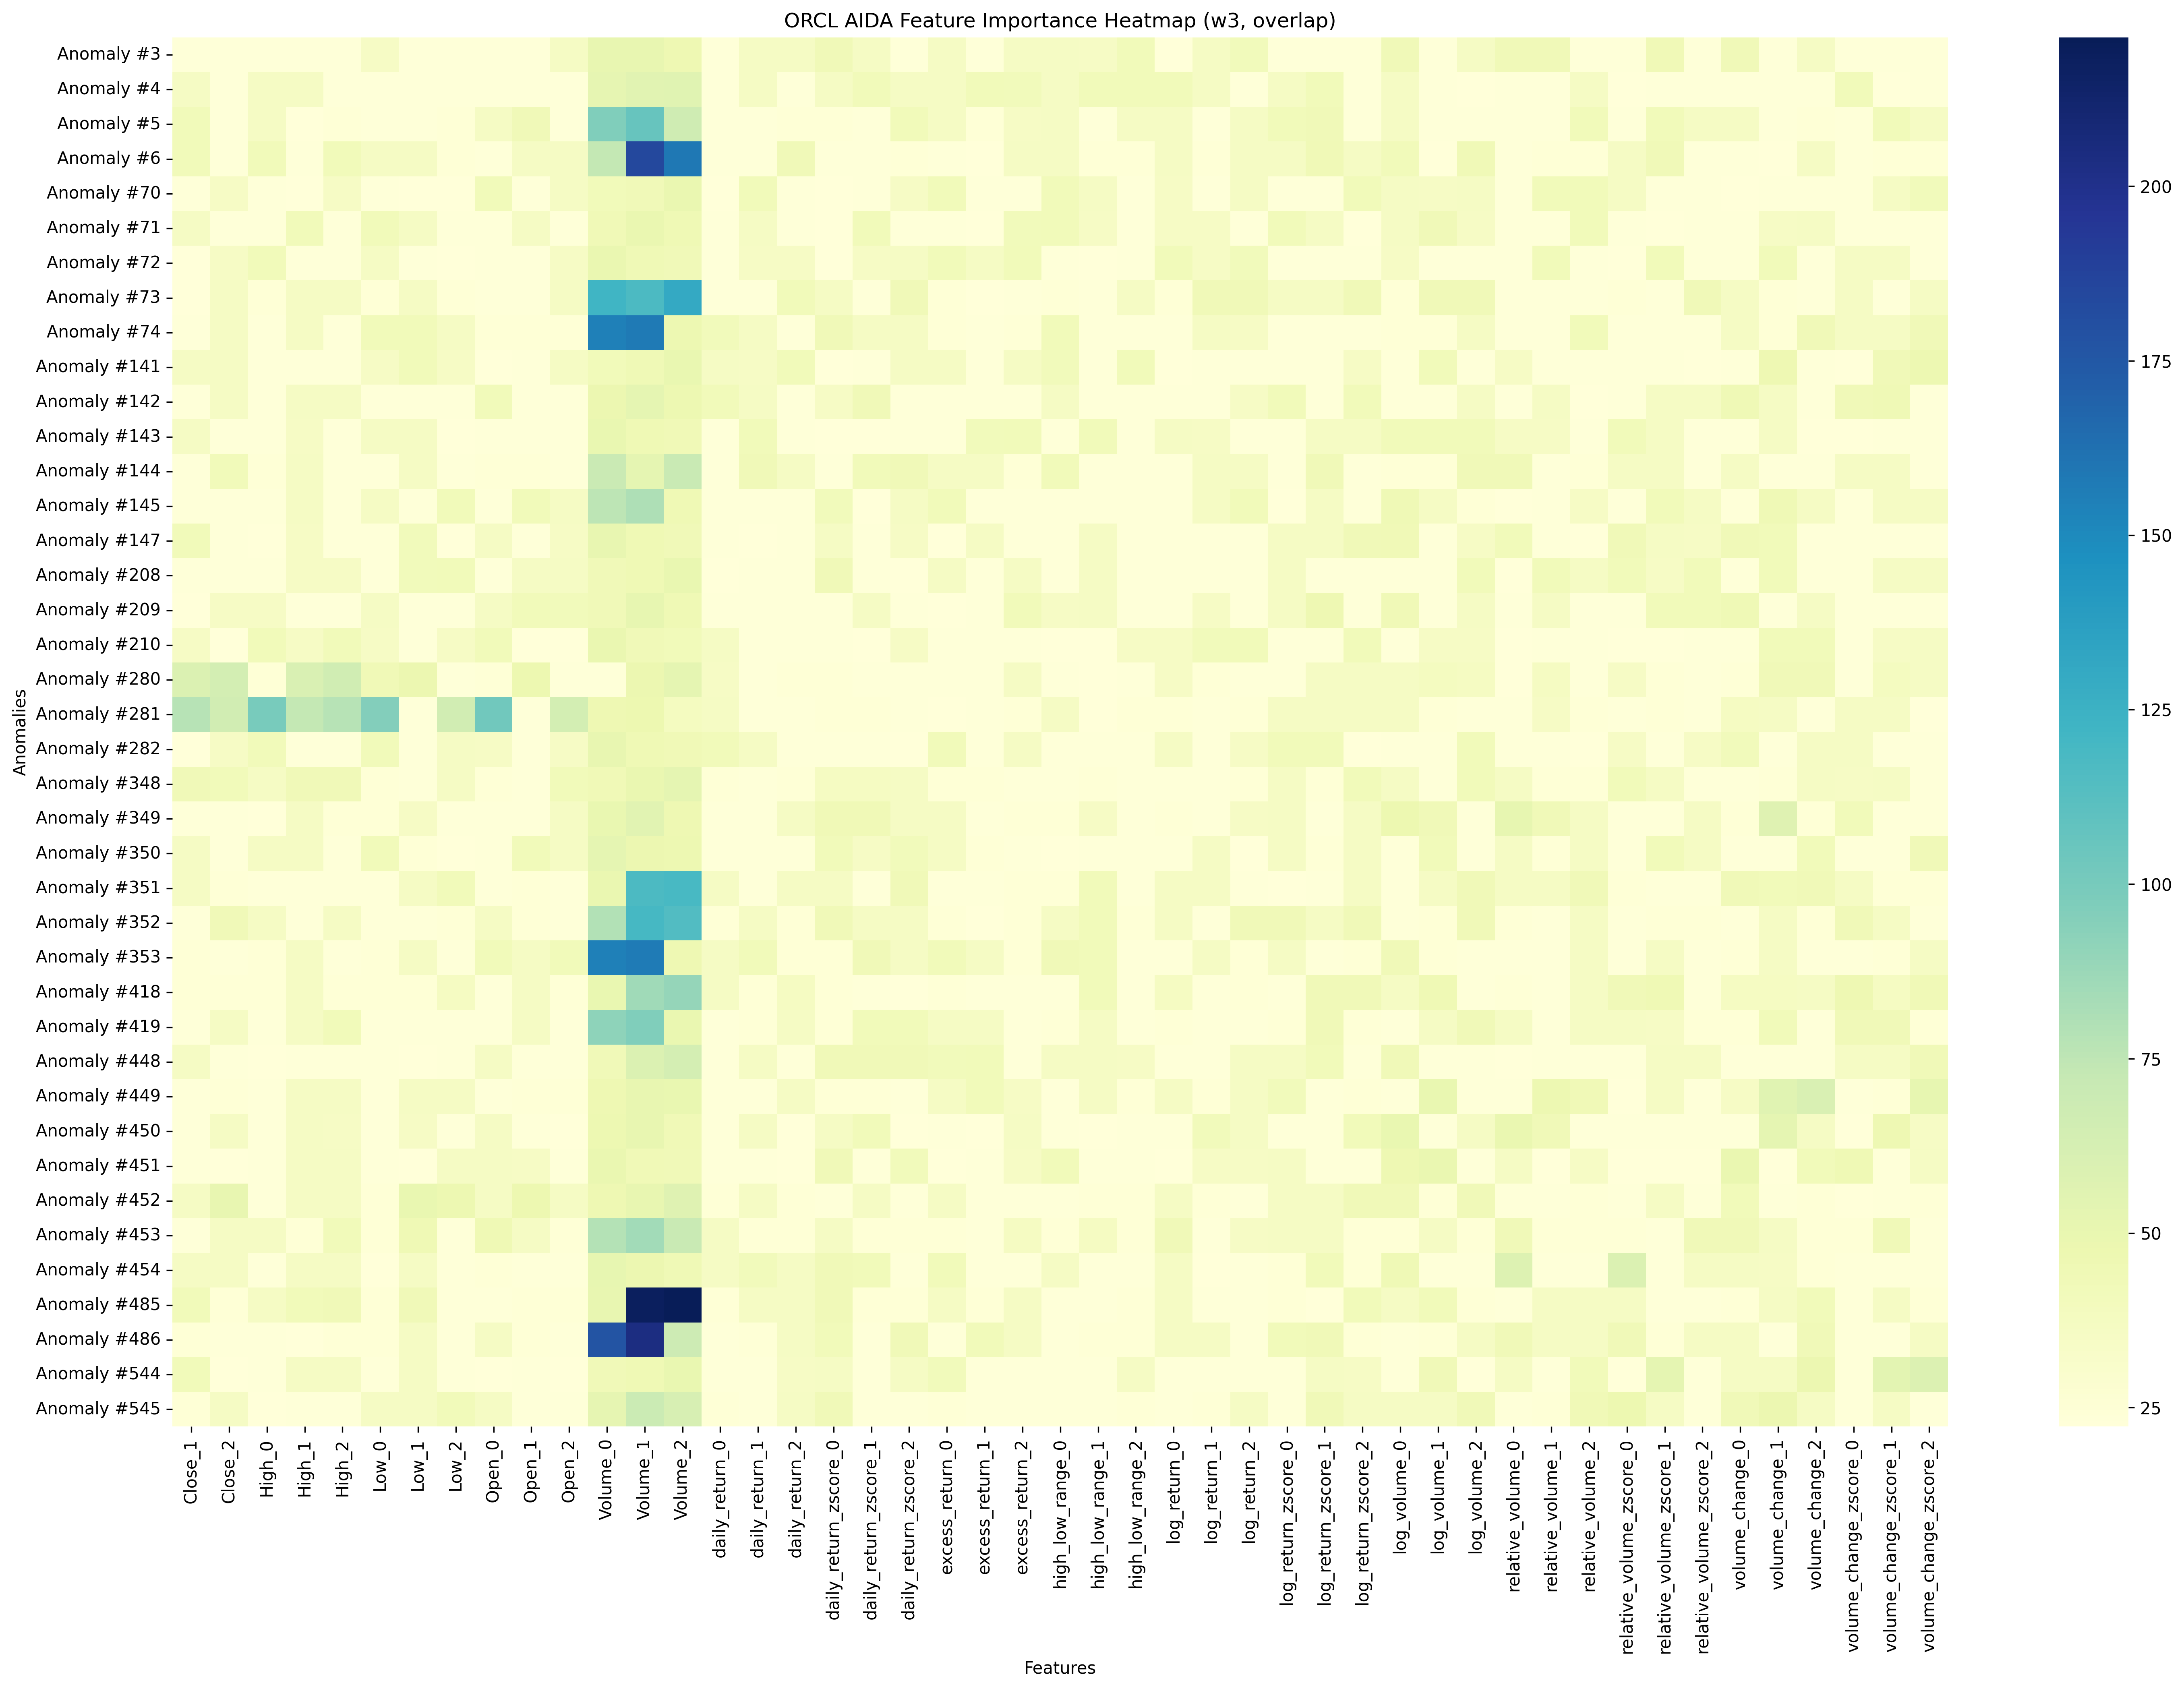 ORCL AIDA Feature Importance Heatmap (w3, overlap)
Anomalies
Anomaly #3
Anomaly #4
Anomaly #5
Anomaly #6
Anomaly #70
Anomaly #71
Anomaly #72
Anomaly #73
Anomaly #74
Anomaly #141
Anomaly #142
Anomaly #143
Anomaly #144
Anomaly #145
Anomaly #147
Anomaly #208
Anomaly #209
Anomaly #210
Anomaly #280
Anomaly #281
Anomaly #282
Anomaly #348
Anomaly #349
Anomaly #350
Anomaly #351
Anomaly #352
Anomaly #353
Anomaly #418
Anomaly #419
Anomaly #448
Anomaly #449
Anomaly #450
Anomaly #451
Anomaly #452
Anomaly #453
Anomaly #454
Anomaly #485
Anomaly #486
Anomaly #544
Anomaly #545
Close_1
Close_2
High_0
High_1
High_2
Low_0
Low_1
Low_2
Open_0
Open_1
Open_2
Volume_0
Volume_1
Volume_2
daily_return_0
daily_return_1
daily_return_2
daily_return_zscore_0
daily_return_zscore_1
daily_return_zscore_2
excess_return_0
excess_return_1
excess_return_2
high_low_range_0
high_low_range_1
high_low_range_2
log_return_0
log_return_1
log_return_2
log_return_zscore_0
log_return_zscore_1
log_return_zscore_2
log_volume_0
log_volume_1
log_volume_2
relative_volume_0
relative_volume_1
relative_volume_2
relative_volume_zscore_0
relative_volume_zscore_1
relative_volume_zscore_2
volume_change_0
volume_change_1
volume_change_2
volume_change_zscore_0
volume_change_zscore_1
volume_change_zscore_2
Features
200
175
150
125
100
75
50
25